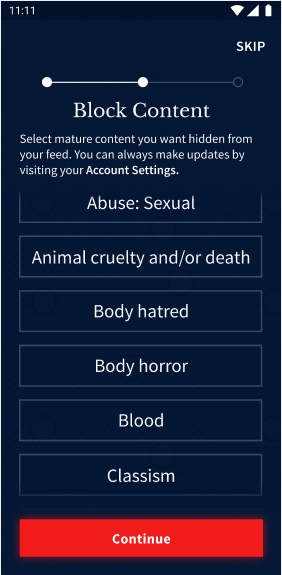 11:11
SKIP
Block Content
Select mature content you want hidden from
your feed. You can always make updates by
visiting your Account Settings.
Abuse: Sexual
Animal cruelty and/or death
Body hatred
Body horror
Blood
Classism
Continue